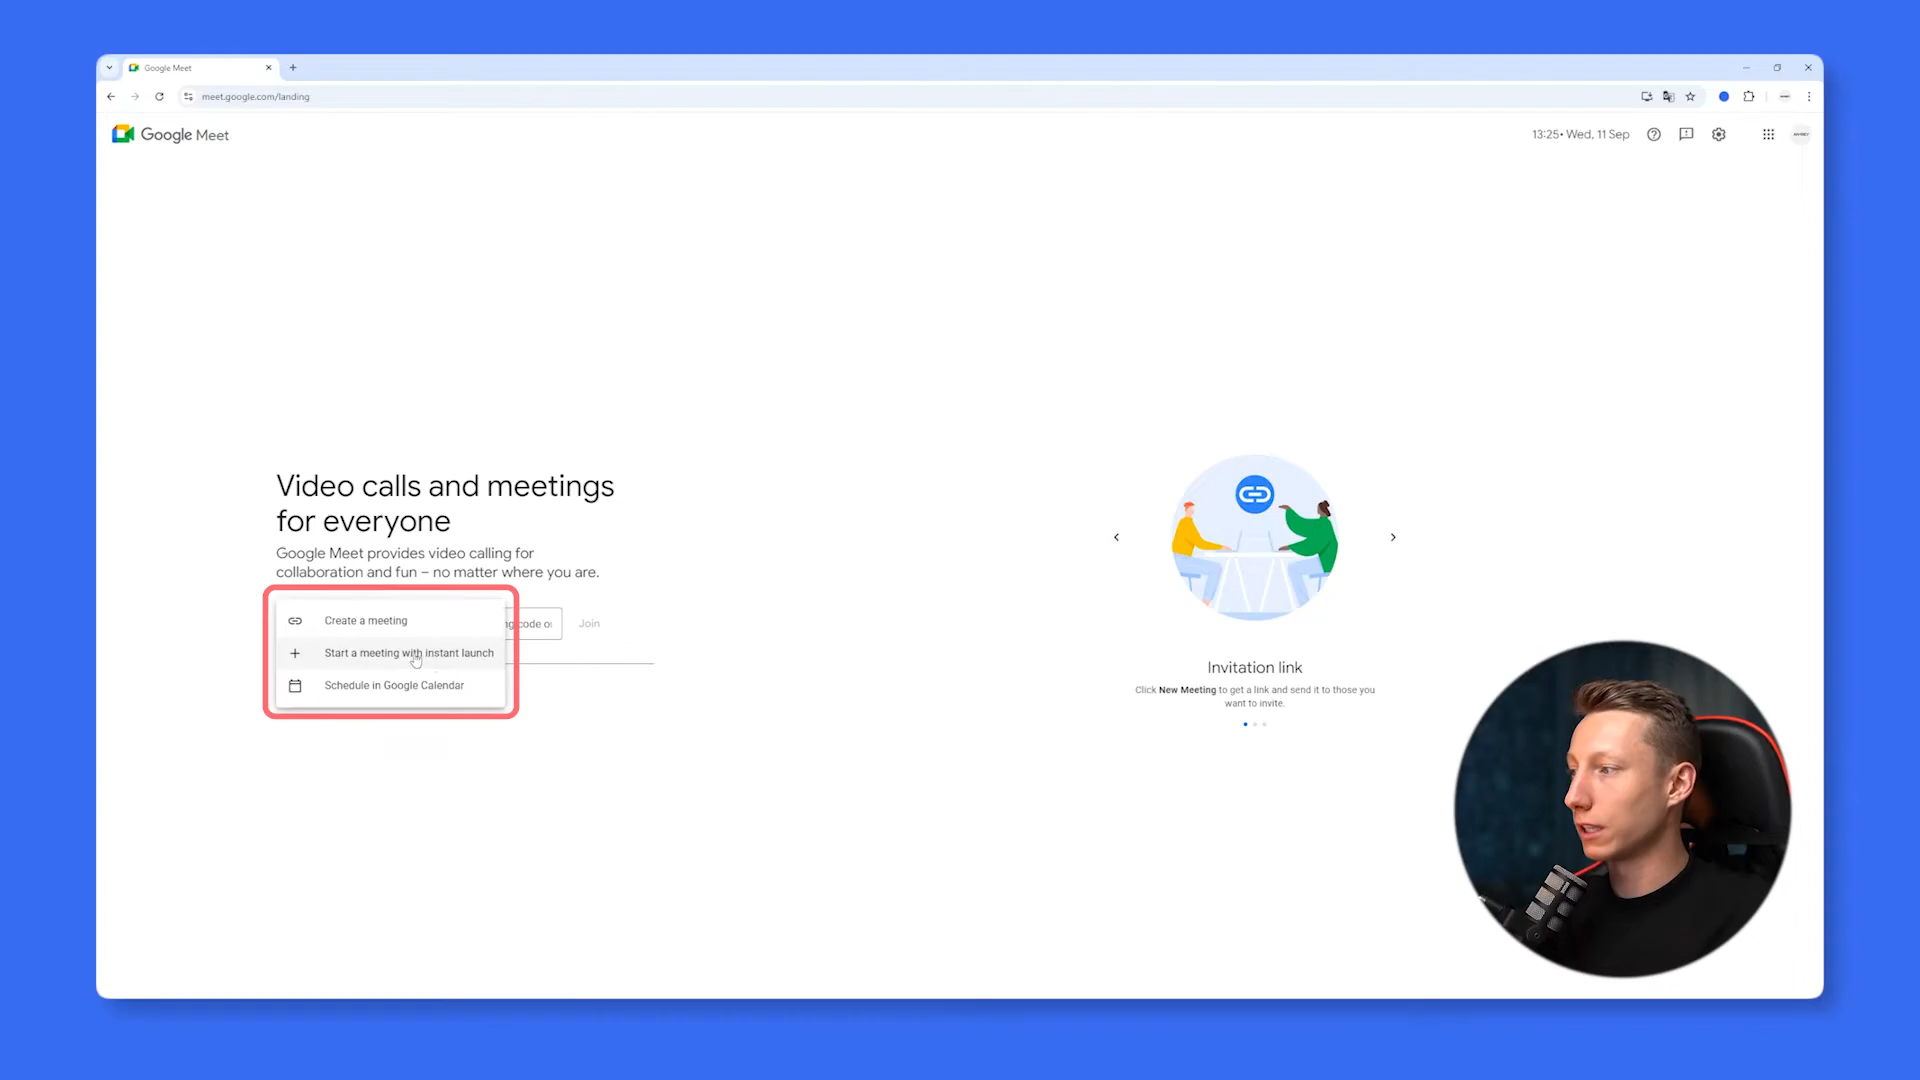 Google Meet
meet.google.com/landing
Google Meet
13:25 • Wed, 11 Sep
Video calls and meetings
for everyone
Google Meet provides video calling for
collaboration and fun – no matter where you are.
Create a meeting
code
Join
Start a meeting with instant launch
Schedule in Google Calendar
Invitation link
Click New Meeting to get a link and send it to those you
want to invite.